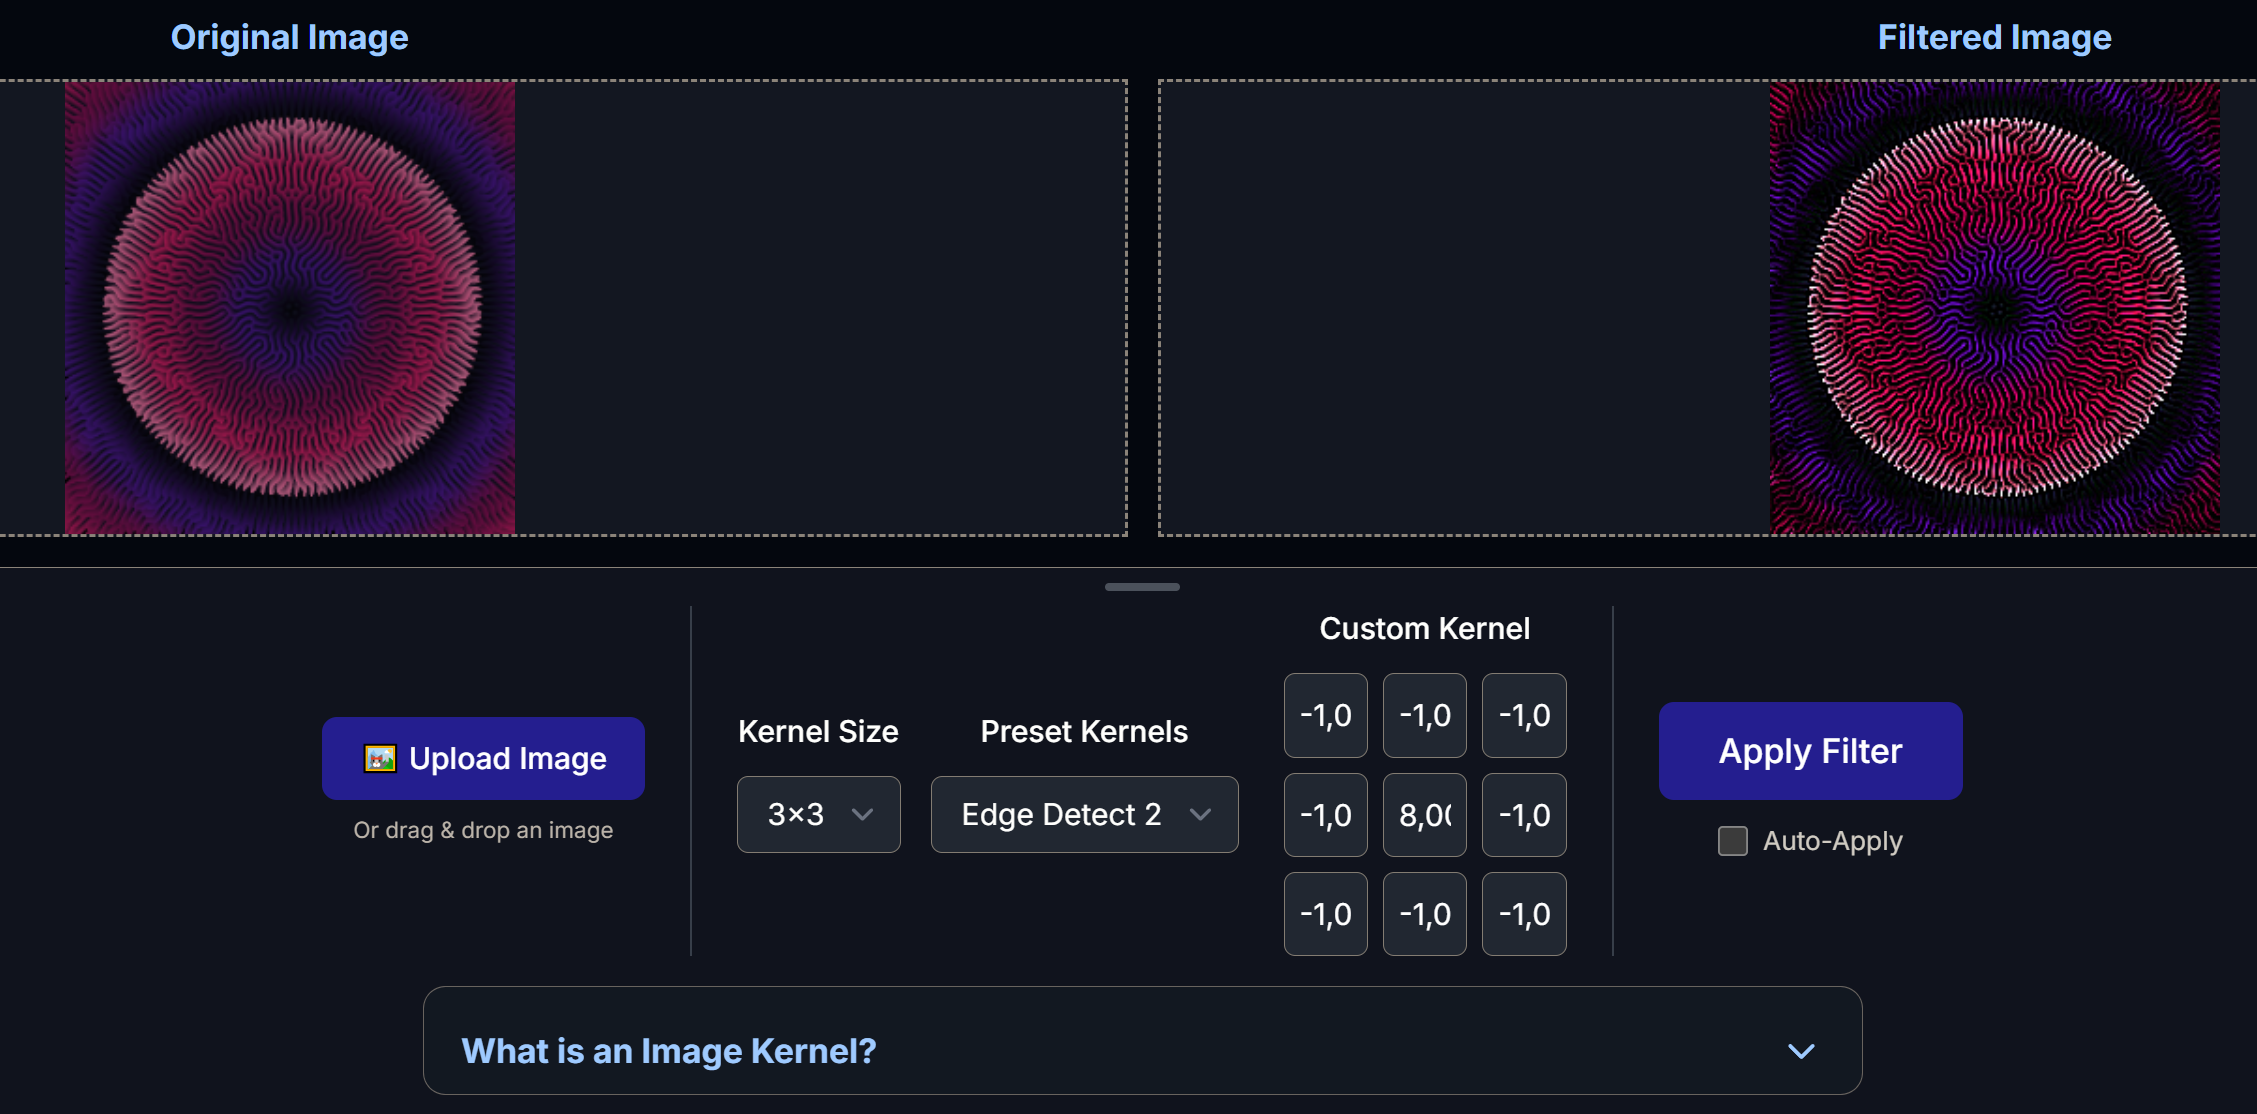 Original Image
Filtered Image
Custom Kernel
-1,0 -1,0 -1,0
Kernel Size
Preset Kernels
Upload Image
Apply Filter
3×3
Edge Detect 2
-1,0 8,0 -1,0
Or drag & drop an image
Auto-Apply
-1,0 -1,0 -1,0
What is an Image Kernel?